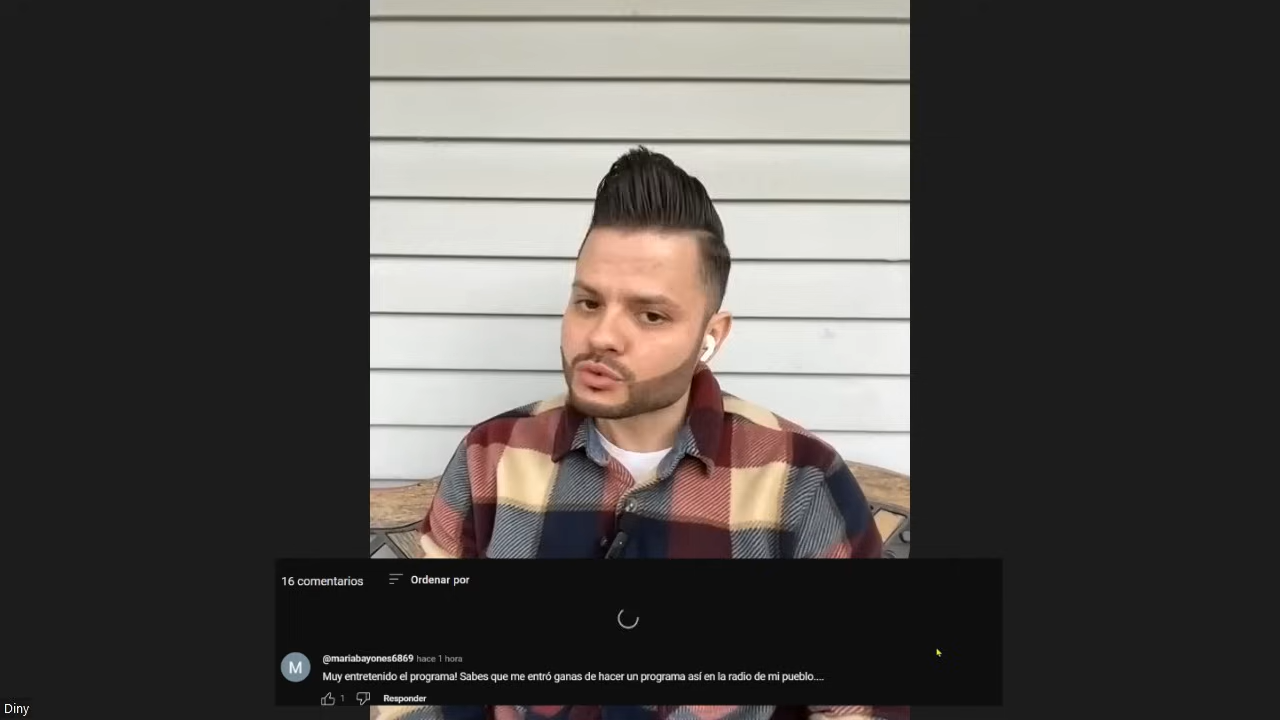 16 comentarios
Ordenar por
M
@mariabayones6869 hace 1 hora
Muy entretenido el programa! Sabes que me entró ganas de hacer un programa así en la radio de mi pueblo....
1
Responder
Diny